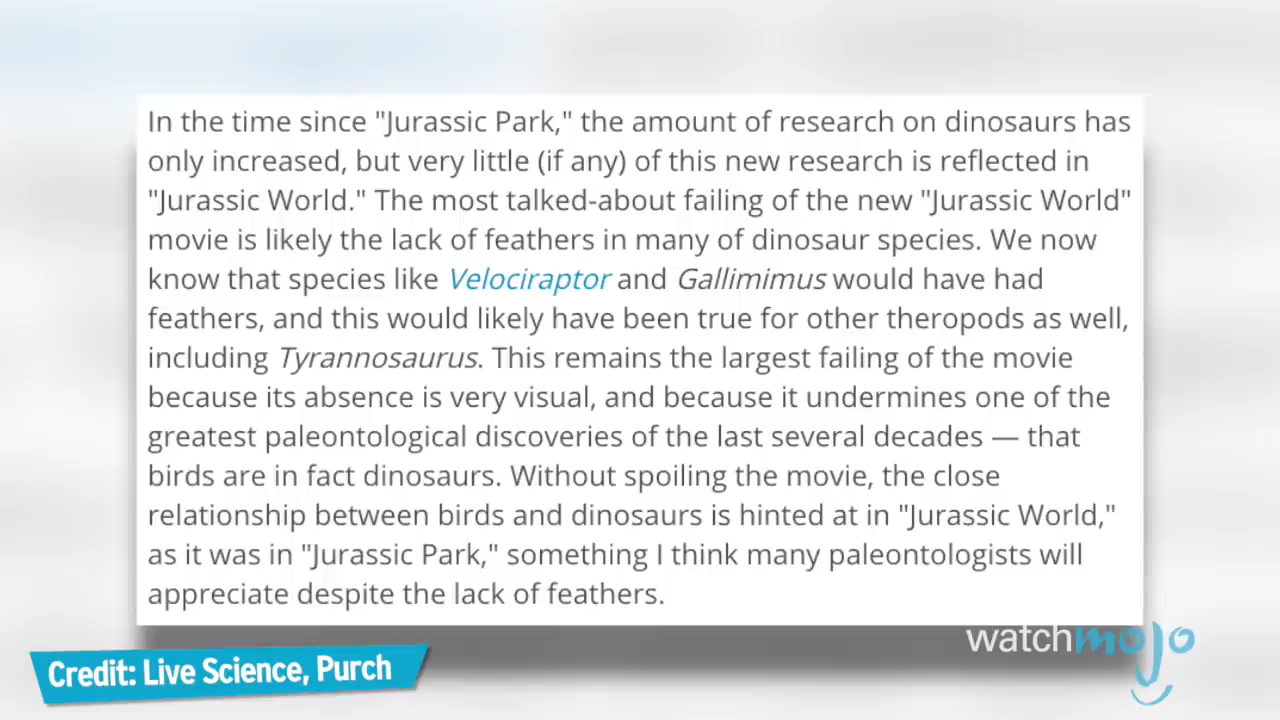 In the time since "Jurassic Park," the amount of research on dinosaurs has
only increased, but very little (if any) of this new research is reflected in
"Jurassic World." The most talked-about failing of the new "Jurassic World"
movie is likely the lack of feathers in many of dinosaur species. We now
know that species like Velociraptor and Gallimimus would have had
feathers, and this would likely have been true for other theropods as well,
including Tyrannosaurus. This remains the largest failing of the movie
because its absence is very visual, and because it undermines one of the
greatest paleontological discoveries of the last several decades — that
birds are in fact dinosaurs. Without spoiling the movie, the close
relationship between birds and dinosaurs is hinted at in "Jurassic World,"
as it was in "Jurassic Park," something I think many paleontologists will
appreciate despite the lack of feathers.
watchmojo
Credit: Live Science, Purch